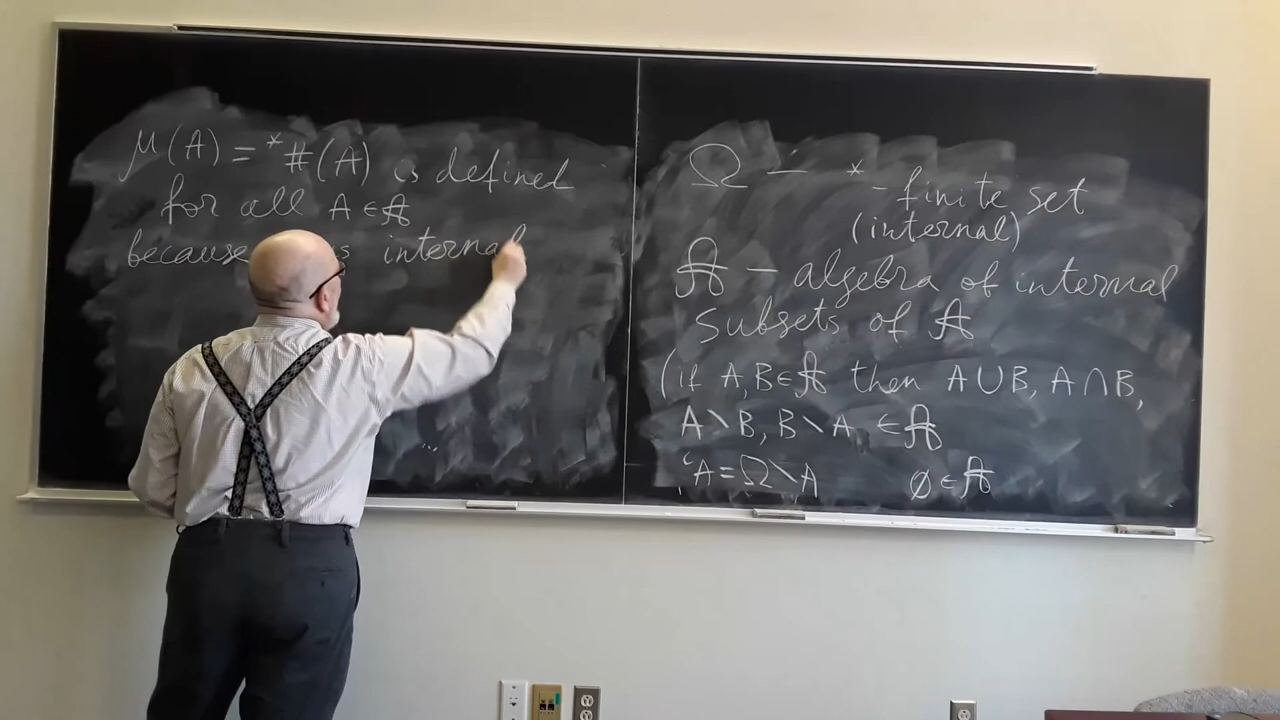 μ(A) = *#(A) is defined
for all A ∈ 𝔄
because internal
Ω — *-finite set
(internal)
𝔄 — algebra of internal
subsets of 𝔄
(if A, B ∈ 𝔄 then A ∪ B, A ∩ B,
A \ B, B \ A ∈ 𝔄
ᶜA = Ω \ A ∅ ∈ 𝔄